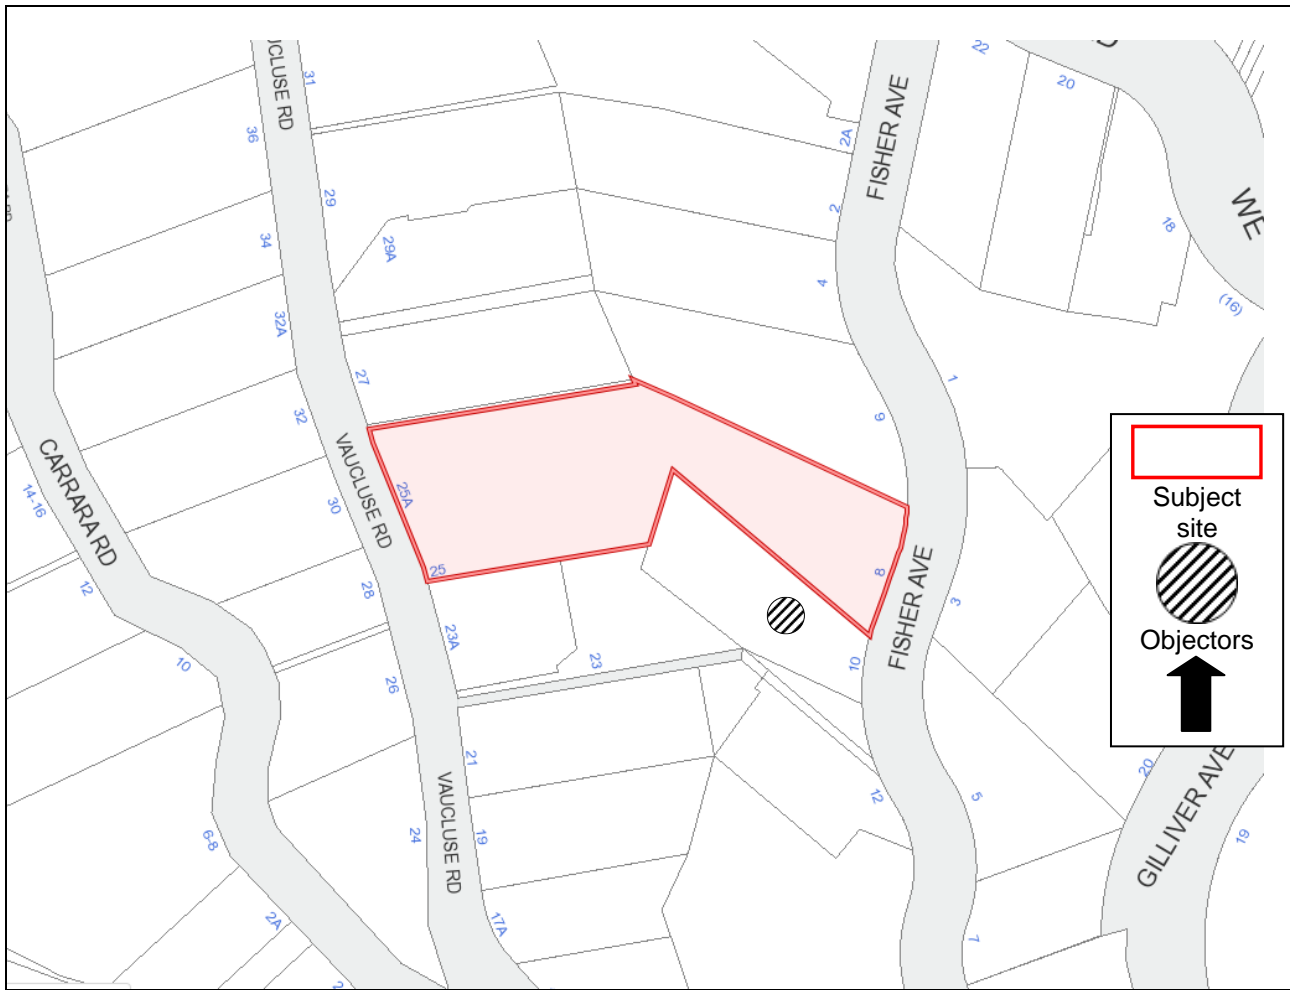 UCLUSE RD
31
36
29
34
29A
32A
27
32
VAUCLUSE RD
25A
30
25
28
23A
26
23
21
VAUCLUSE RD
24
19
17A
CARRARA RD
14-16
12
10
6-8
2A
2
FISHER AVE
2A
2
4
9
1
8
FISHER AVE
3
10
12
5
7
22
20
18
WE
(16)
GILLIVER AVE
20
19
Subject
site
Objectors